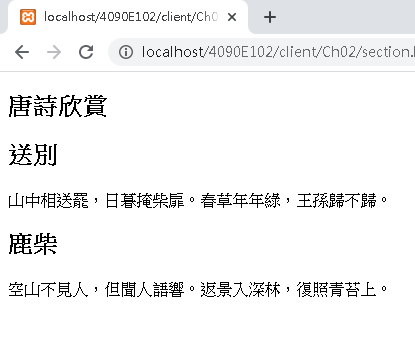 localhost/4090E102/client/Ch0
localhost/4090E102/client/Ch02/section.
唐詩欣賞
送別
山中相送罷，日暮掩柴扉。春草年年綠，王孫歸不歸。
鹿柴
空山不見人，但聞人語響。返景入深林，復照青苔上。